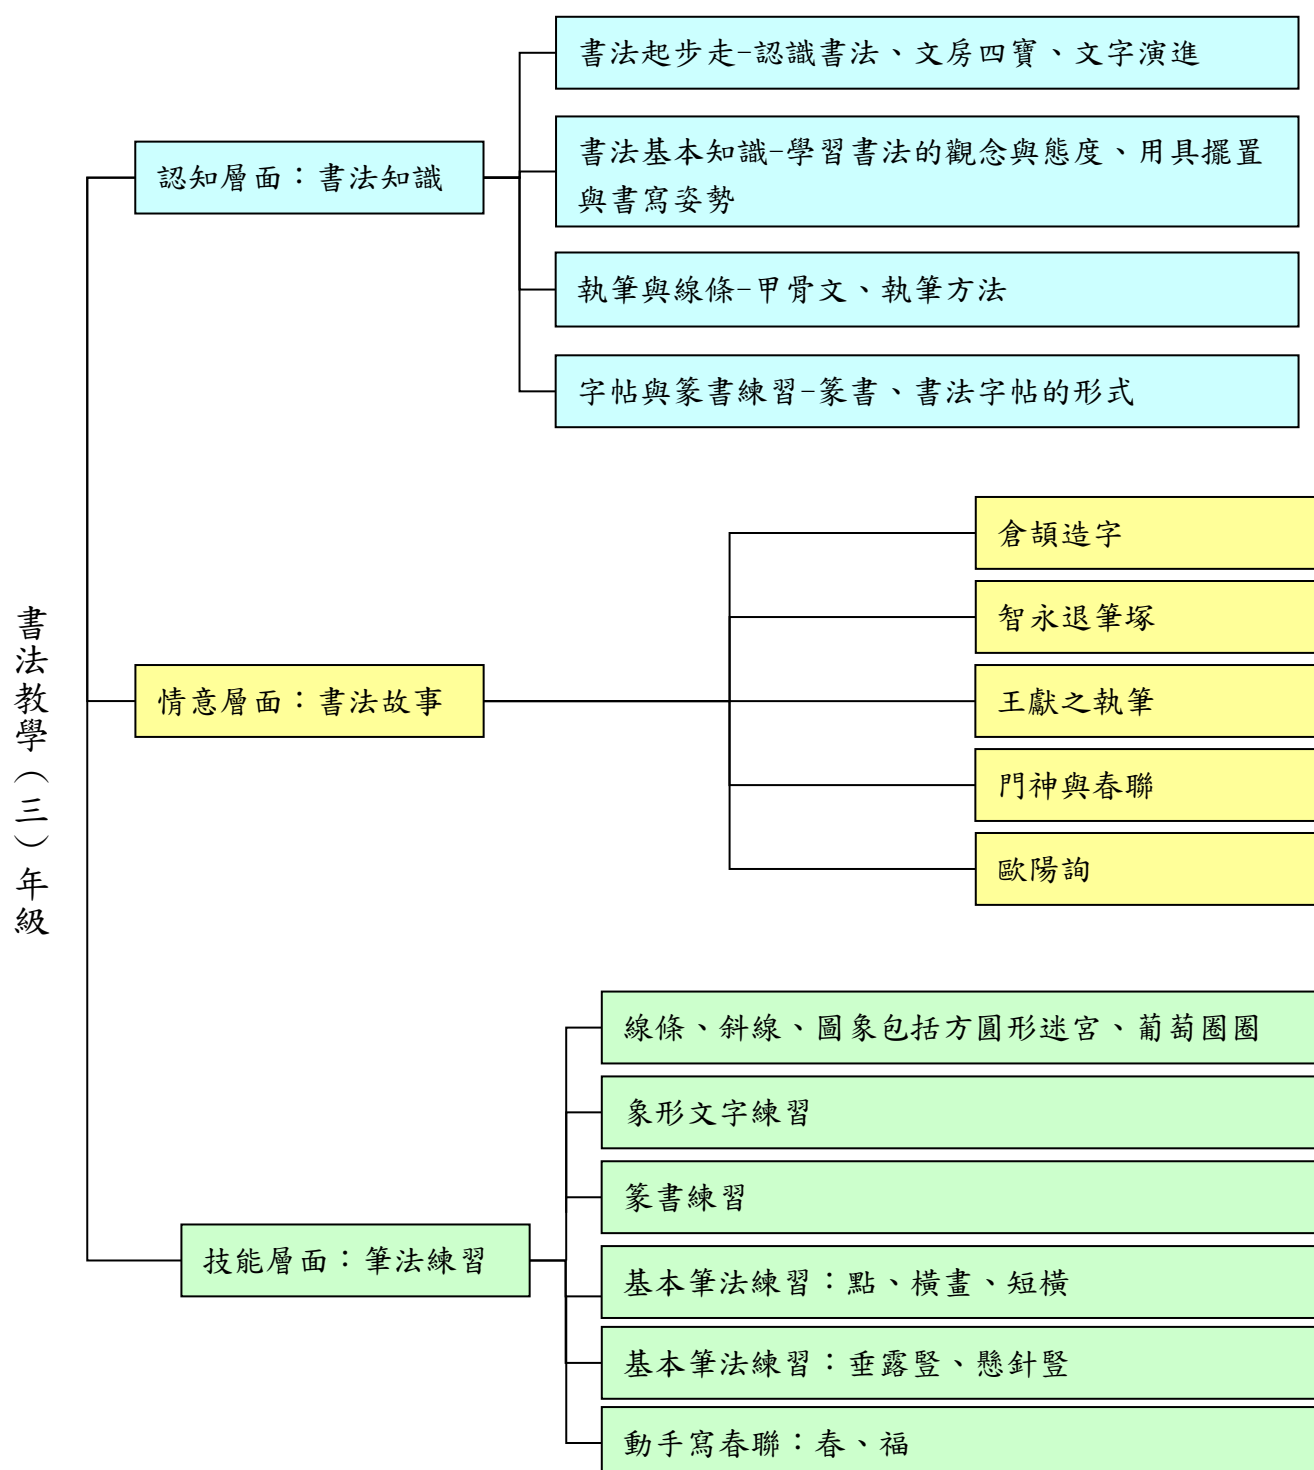 書法教學（三）年級
認知層面：書法知識
書法起步走-認識書法、文房四寶、文字演進
書法基本知識-學習書法的觀念與態度、用具擺置
與書寫姿勢
執筆與線條-甲骨文、執筆方法
字帖與篆書練習-篆書、書法字帖的形式
情意層面：書法故事
倉頡造字
智永退筆塚
王獻之執筆
門神與春聯
歐陽詢
技能層面：筆法練習
線條、斜線、圖象包括方圓形迷宮、葡萄圈圈
象形文字練習
篆書練習
基本筆法練習：點、橫畫、短橫
基本筆法練習：垂露豎、懸針豎
動手寫春聯：春、福